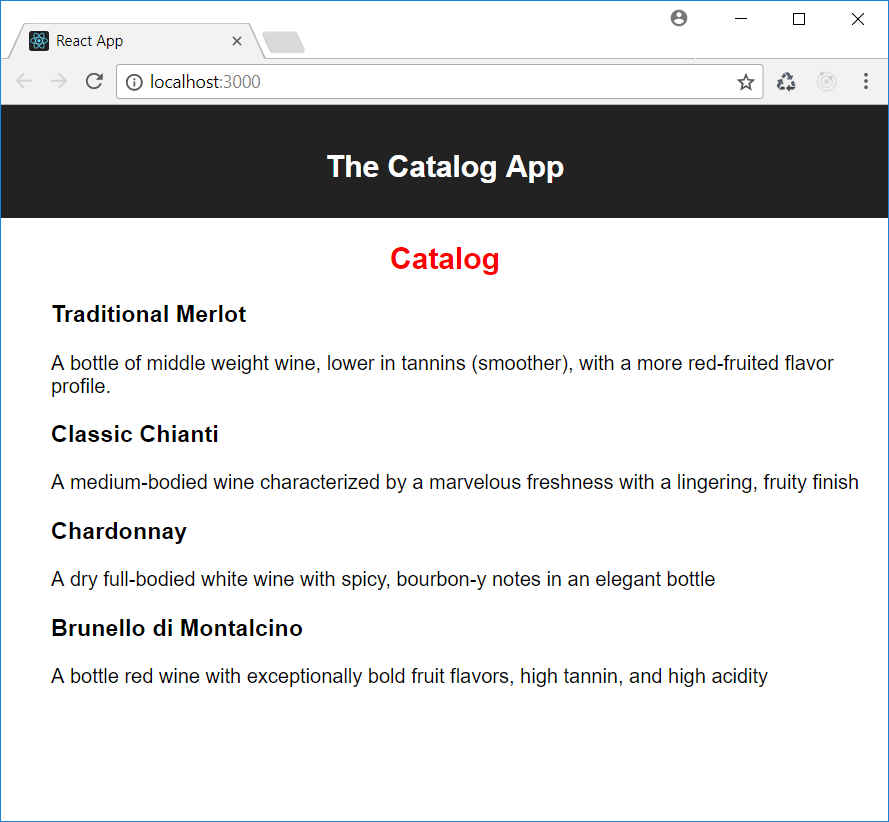 React App
localhost:3000
The Catalog App
Catalog
Traditional Merlot
A bottle of middle weight wine, lower in tannins (smoother), with a more red-fruited flavor
profile.
Classic Chianti
A medium-bodied wine characterized by a marvelous freshness with a lingering, fruity finish
Chardonnay
A dry full-bodied white wine with spicy, bourbon-y notes in an elegant bottle
Brunello di Montalcino
A bottle red wine with exceptionally bold fruit flavors, high tannin, and high acidity